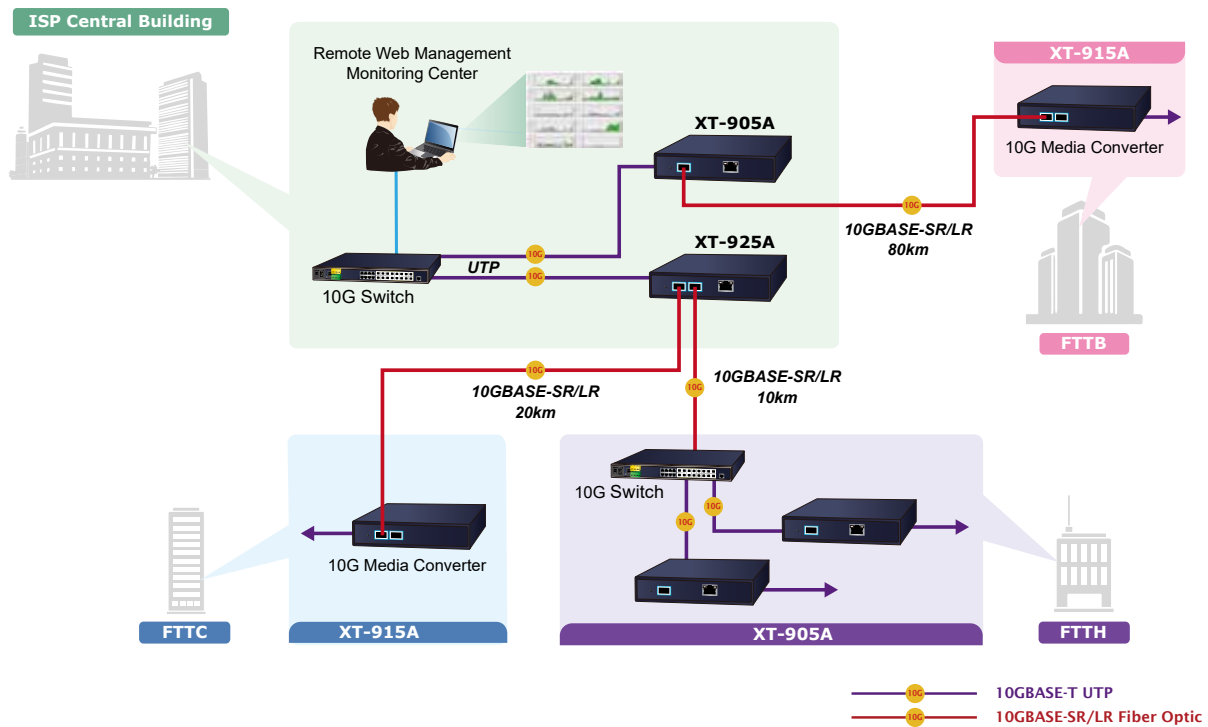 ISP Central Building
Remote Web Management
Monitoring Center
XT-905A
XT-915A
10G Media Converter
10G
10GBASE-SR/LR
80km
XT-925A
10G
UTP
10G
10G Switch
FTTB
10G
10GBASE-SR/LR
20km
10G
10GBASE-SR/LR
10km
10G Switch
10G
10G
10G Media Converter
FTTC
XT-915A
XT-905A
FTTH
10G
10GBASE-T UTP
10G
10GBASE-SR/LR Fiber Optic